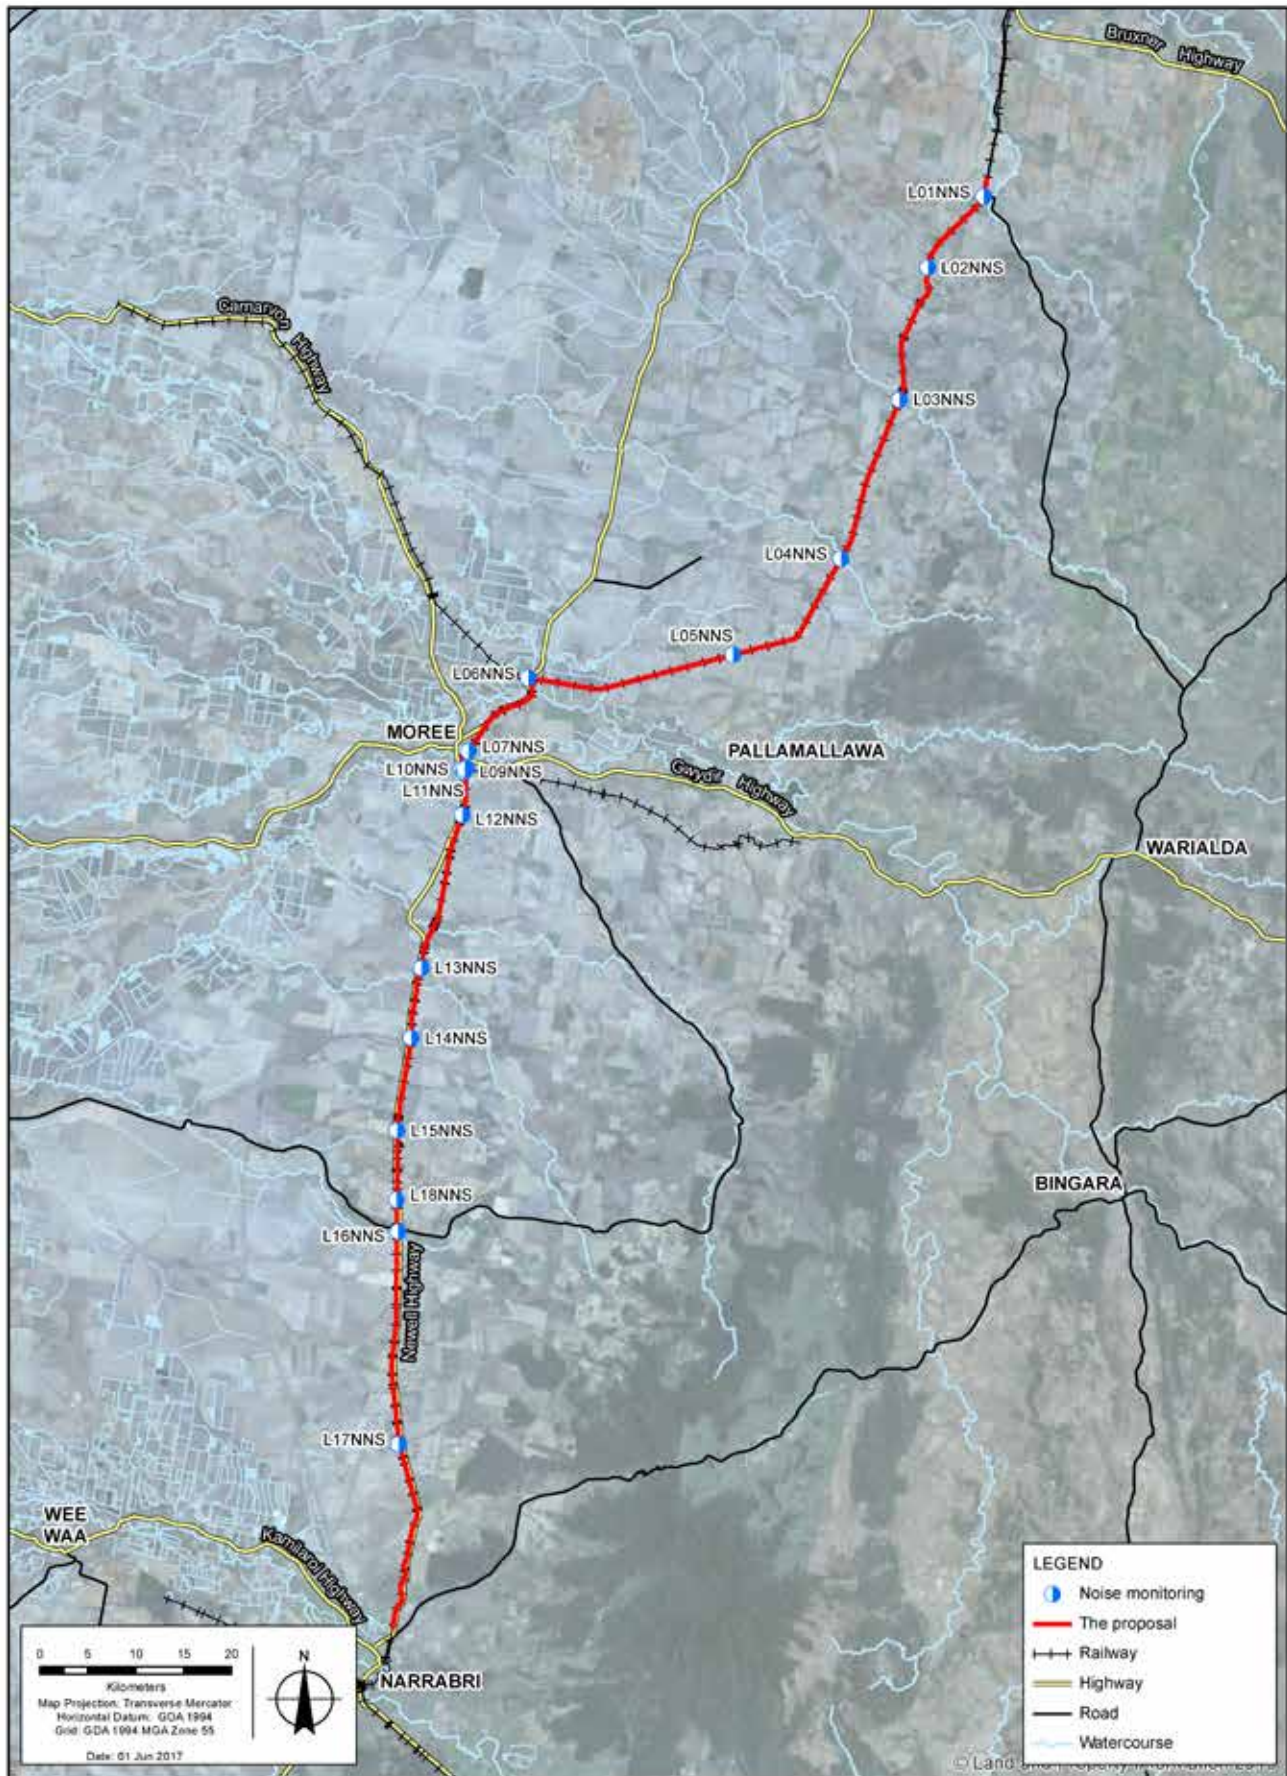 Bruxner Highway
L01NNS
L02NNS
Carnarvon Highway
L03NNS
L04NNS
L05NNS
L06NNS
MOREE
L07NNS
PALLAMALLAWA
L10NNS
L09NNS
Gwydir Highway
L11NNS
L12NNS
WARIALDA
L13NNS
L14NNS
L15NNS
BINGARA
L18NNS
L16NNS
Newell Highway
L17NNS
WEE
WAA
Kamilaroi Highway
NARRABRI
LEGEND
Noise monitoring
The proposal
Railway
Highway
Road
Watercourse
0 5 10 15 20
Kilometers
Map Projection: Transverse Mercator
Horizontal Datum: GDA 1994
Grid: GDA 1994 MGA Zone 55
Date: 01 Jun 2017
N
© Land